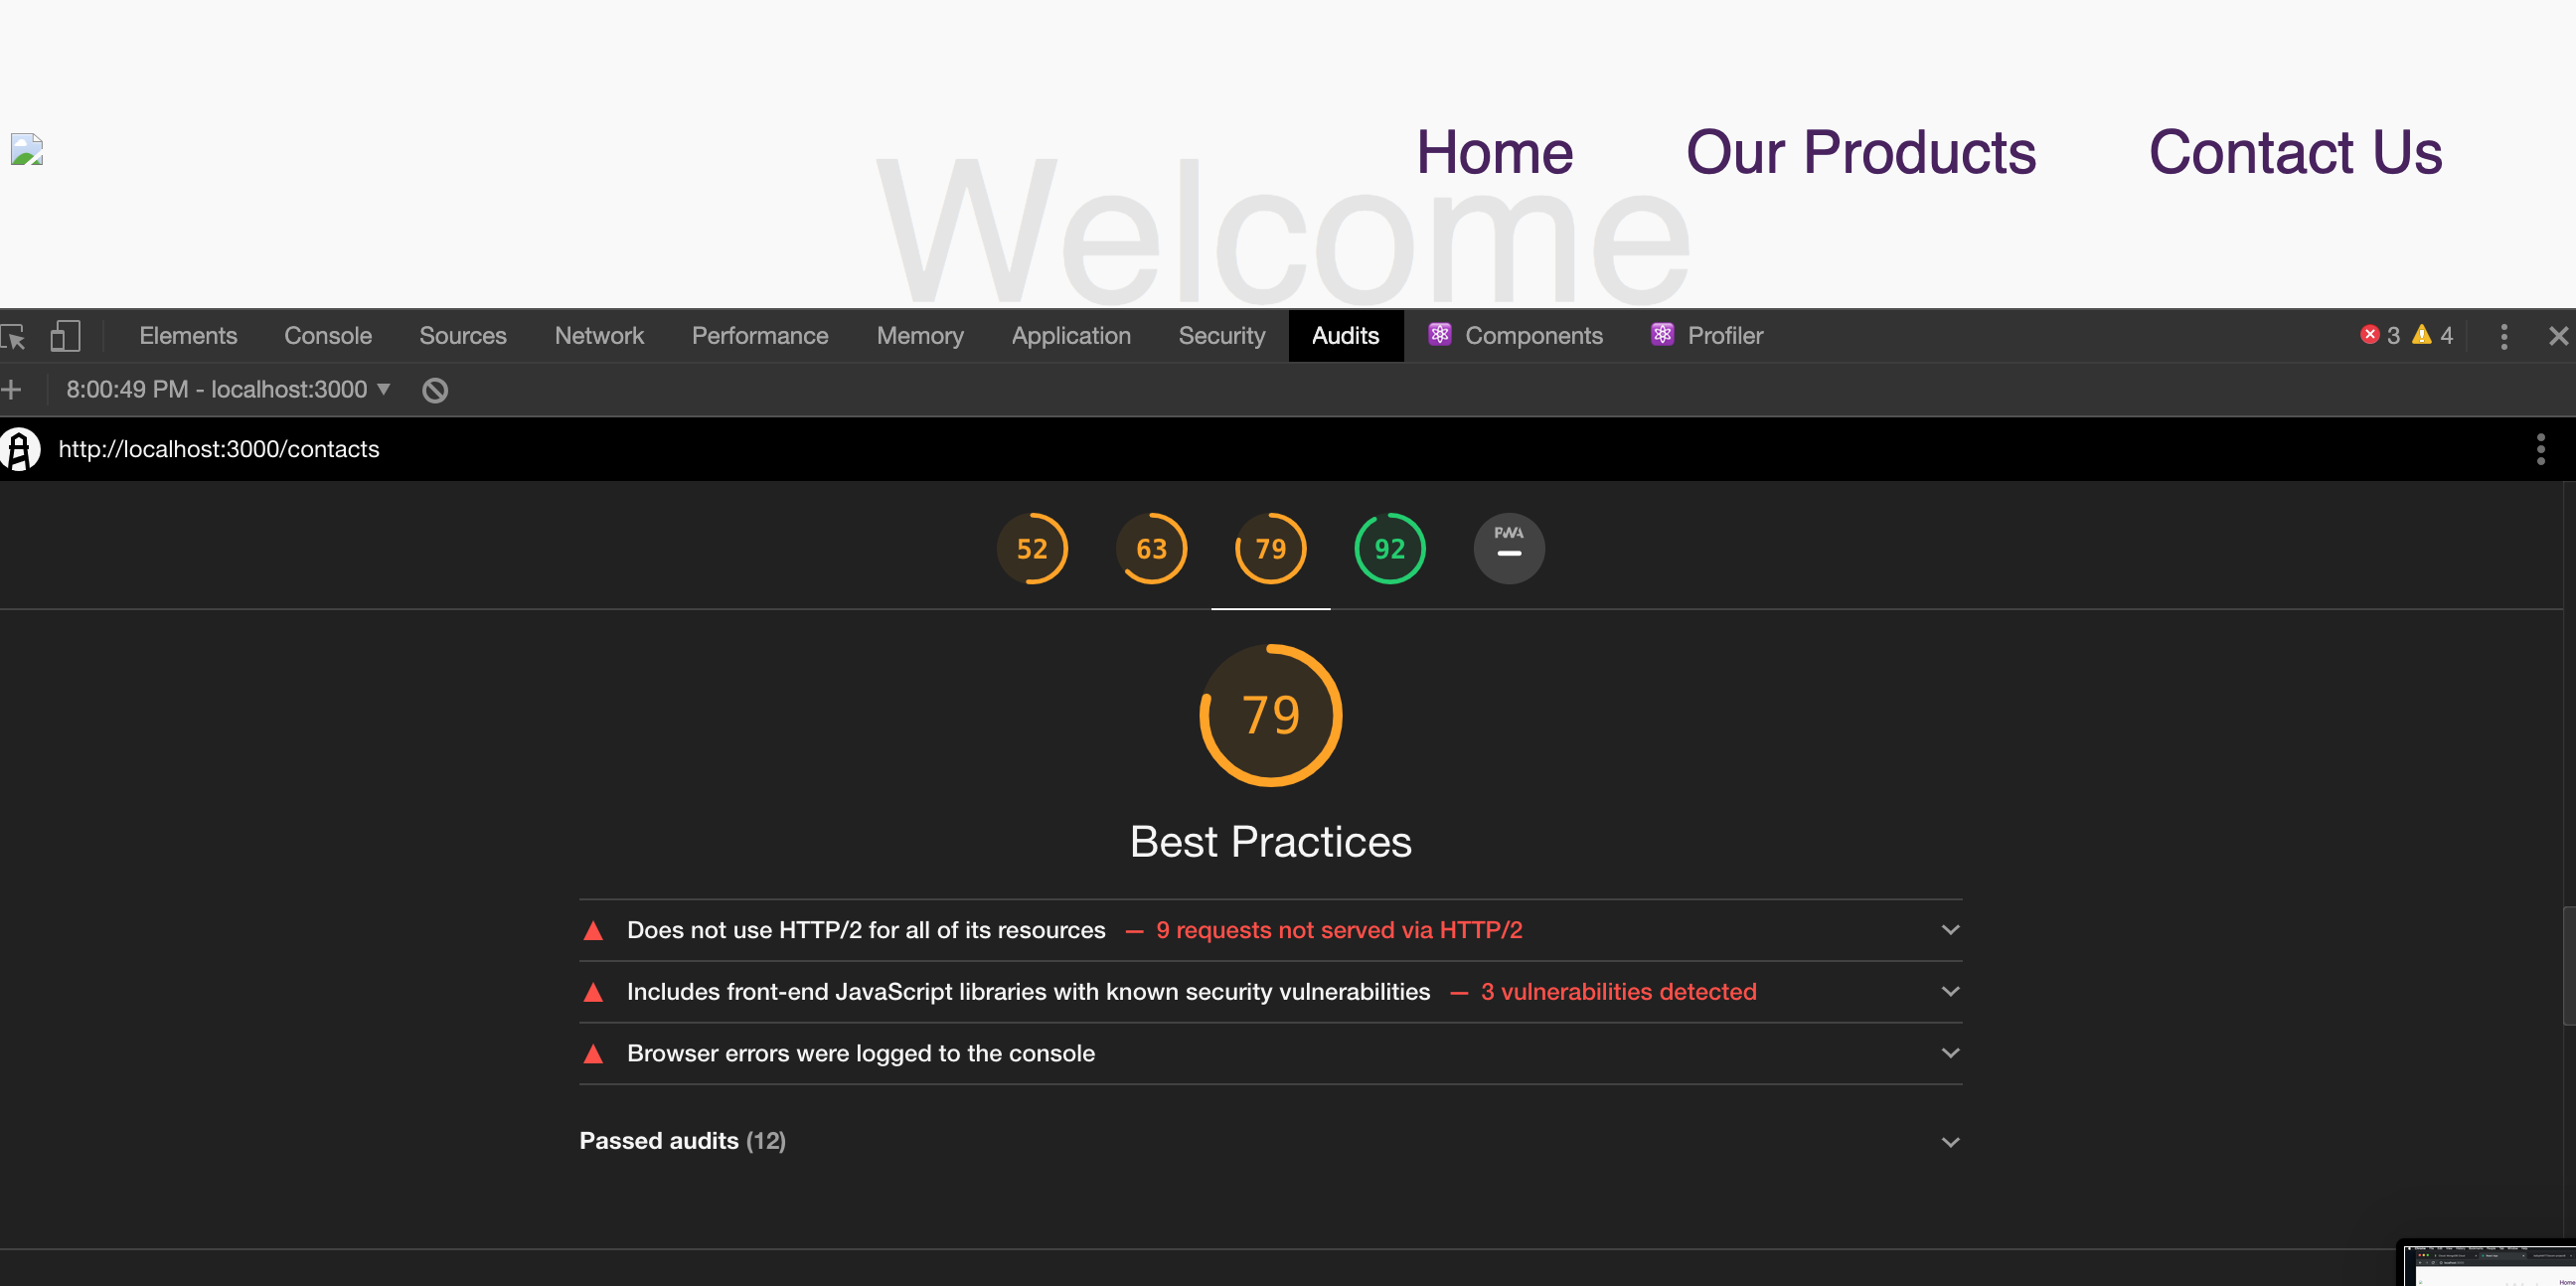 Home Our Products Contact Us
Welcome
Elements Console Sources Network Performance Memory Application Security Audits Components Profiler 3 4
8:00:49 PM - localhost:3000
http://localhost:3000/contacts
52 63 79 92 PWA
79
Best Practices
Does not use HTTP/2 for all of its resources — 9 requests not served via HTTP/2
Includes front-end JavaScript libraries with known security vulnerabilities — 3 vulnerabilities detected
Browser errors were logged to the console
Passed audits (12)